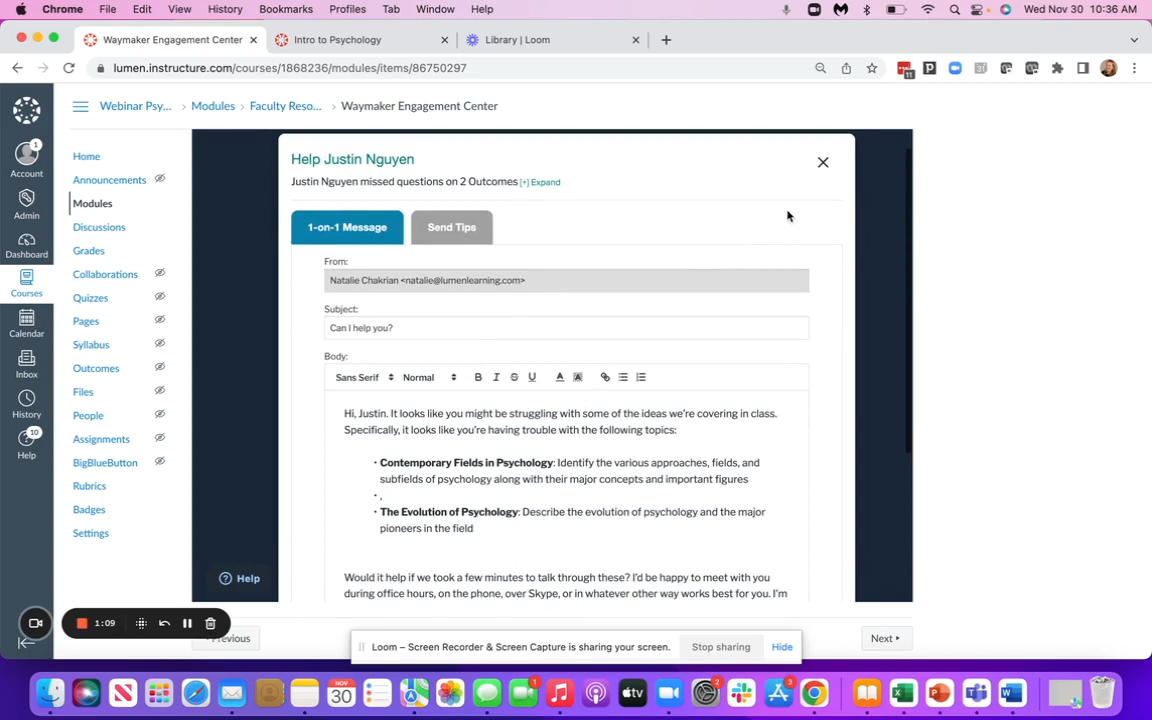 Chrome File Edit View History Bookmarks Profiles Tab Window Help Wed Nov 30 10:36 AM
Waymaker Engagement Center Intro to Psychology Library | Loom
lumen.instructure.com/courses/1868236/modules/items/86750297
11
Webinar Psy... › Modules › Faculty Reso... › Waymaker Engagement Center
1
Account
Admin
Dashboard
Courses
Calendar
Inbox
History
10
Help
Home
Announcements
Modules
Discussions
Grades
Collaborations
Quizzes
Pages
Syllabus
Outcomes
Files
People
Assignments
BigBlueButton
Rubrics
Badges
Settings
Help Justin Nguyen
Justin Nguyen missed questions on 2 Outcomes [+] Expand
1-on-1 Message Send Tips
From:
Natalie Chakrian <natalie@lumenlearning.com>
Subject:
Can I help you?
Body:
Sans Serif Normal B I S U A A
Hi, Justin. It looks like you might be struggling with some of the ideas we're covering in class.
Specifically, it looks like you're having trouble with the following topics:
• Contemporary Fields in Psychology: Identify the various approaches, fields, and
subfields of psychology along with their major concepts and important figures
• ,
• The Evolution of Psychology: Describe the evolution of psychology and the major
pioneers in the field
Would it help if we took a few minutes to talk through these? I'd be happy to meet with you
during office hours, on the phone, over Skype, or in whatever other way works best for you. I'm
Help
1:09
Previous
Next
Loom – Screen Recorder & Screen Capture is sharing your screen. Stop sharing Hide
NOV
30
1
tv
2
3